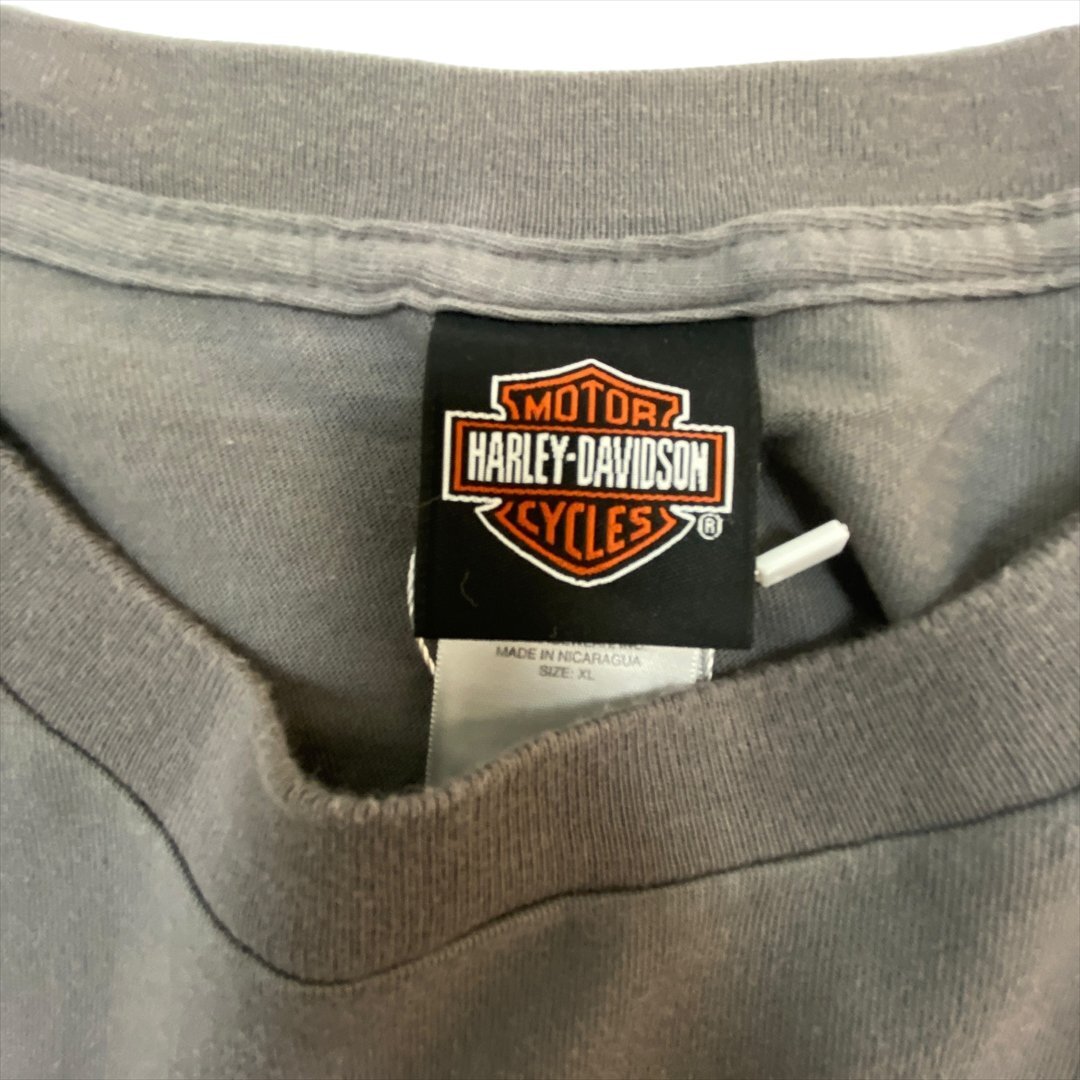 MOTOR
HARLEY-DAVIDSON
CYCLES
®
MADE IN NICARAGUA
SIZE: XL